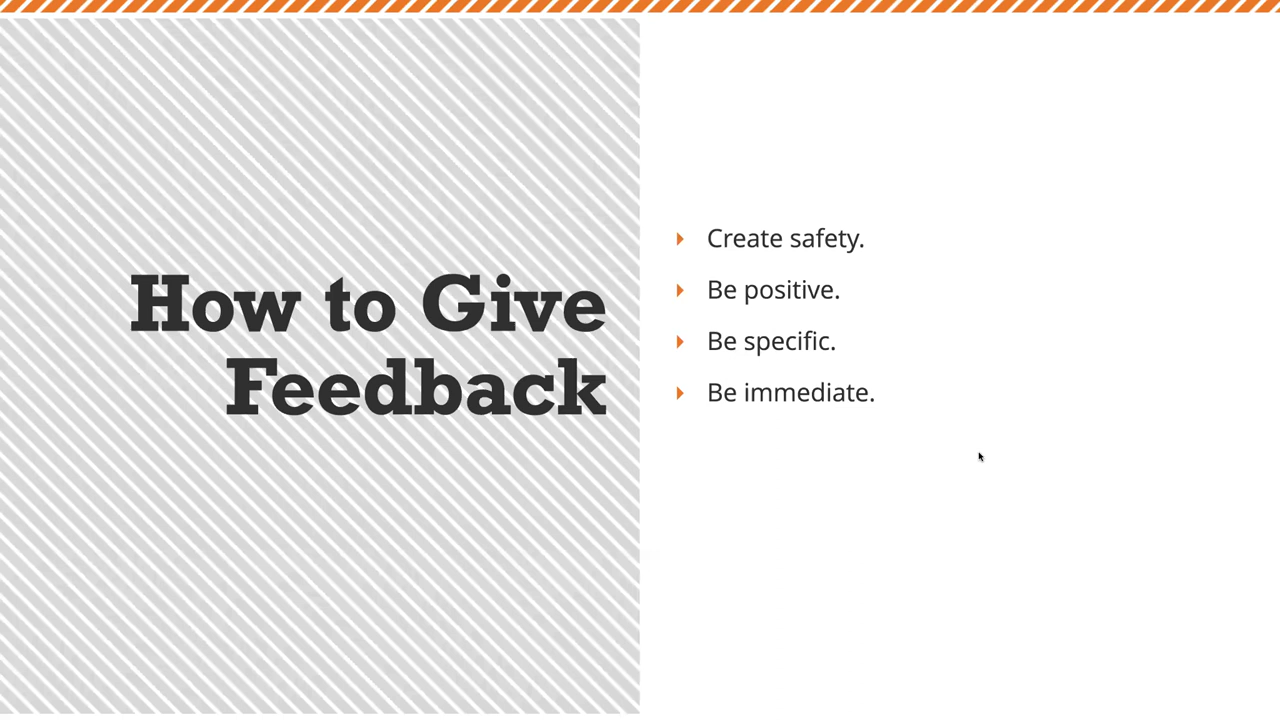 How to Give
Feedback
Create safety.
Be positive.
Be specific.
Be immediate.